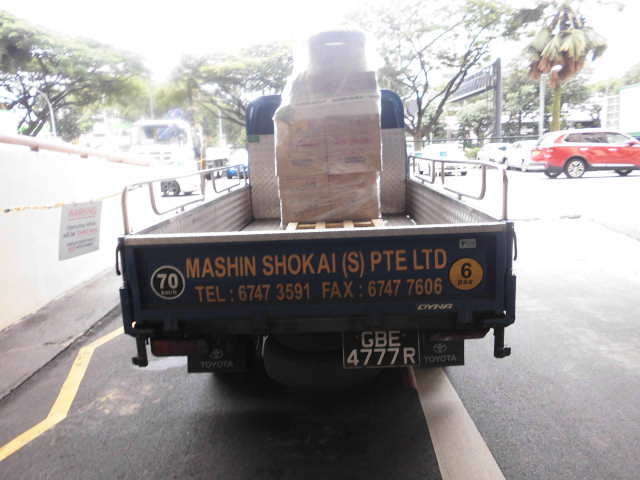 WARNING
MASHIN SHOKAI (S) PTE LTD
70
km/h
6
pax
TEL : 6747 3591 FAX : 6747 7606
DYNA
GBE
4777R
TOYOTA
TOYOTA